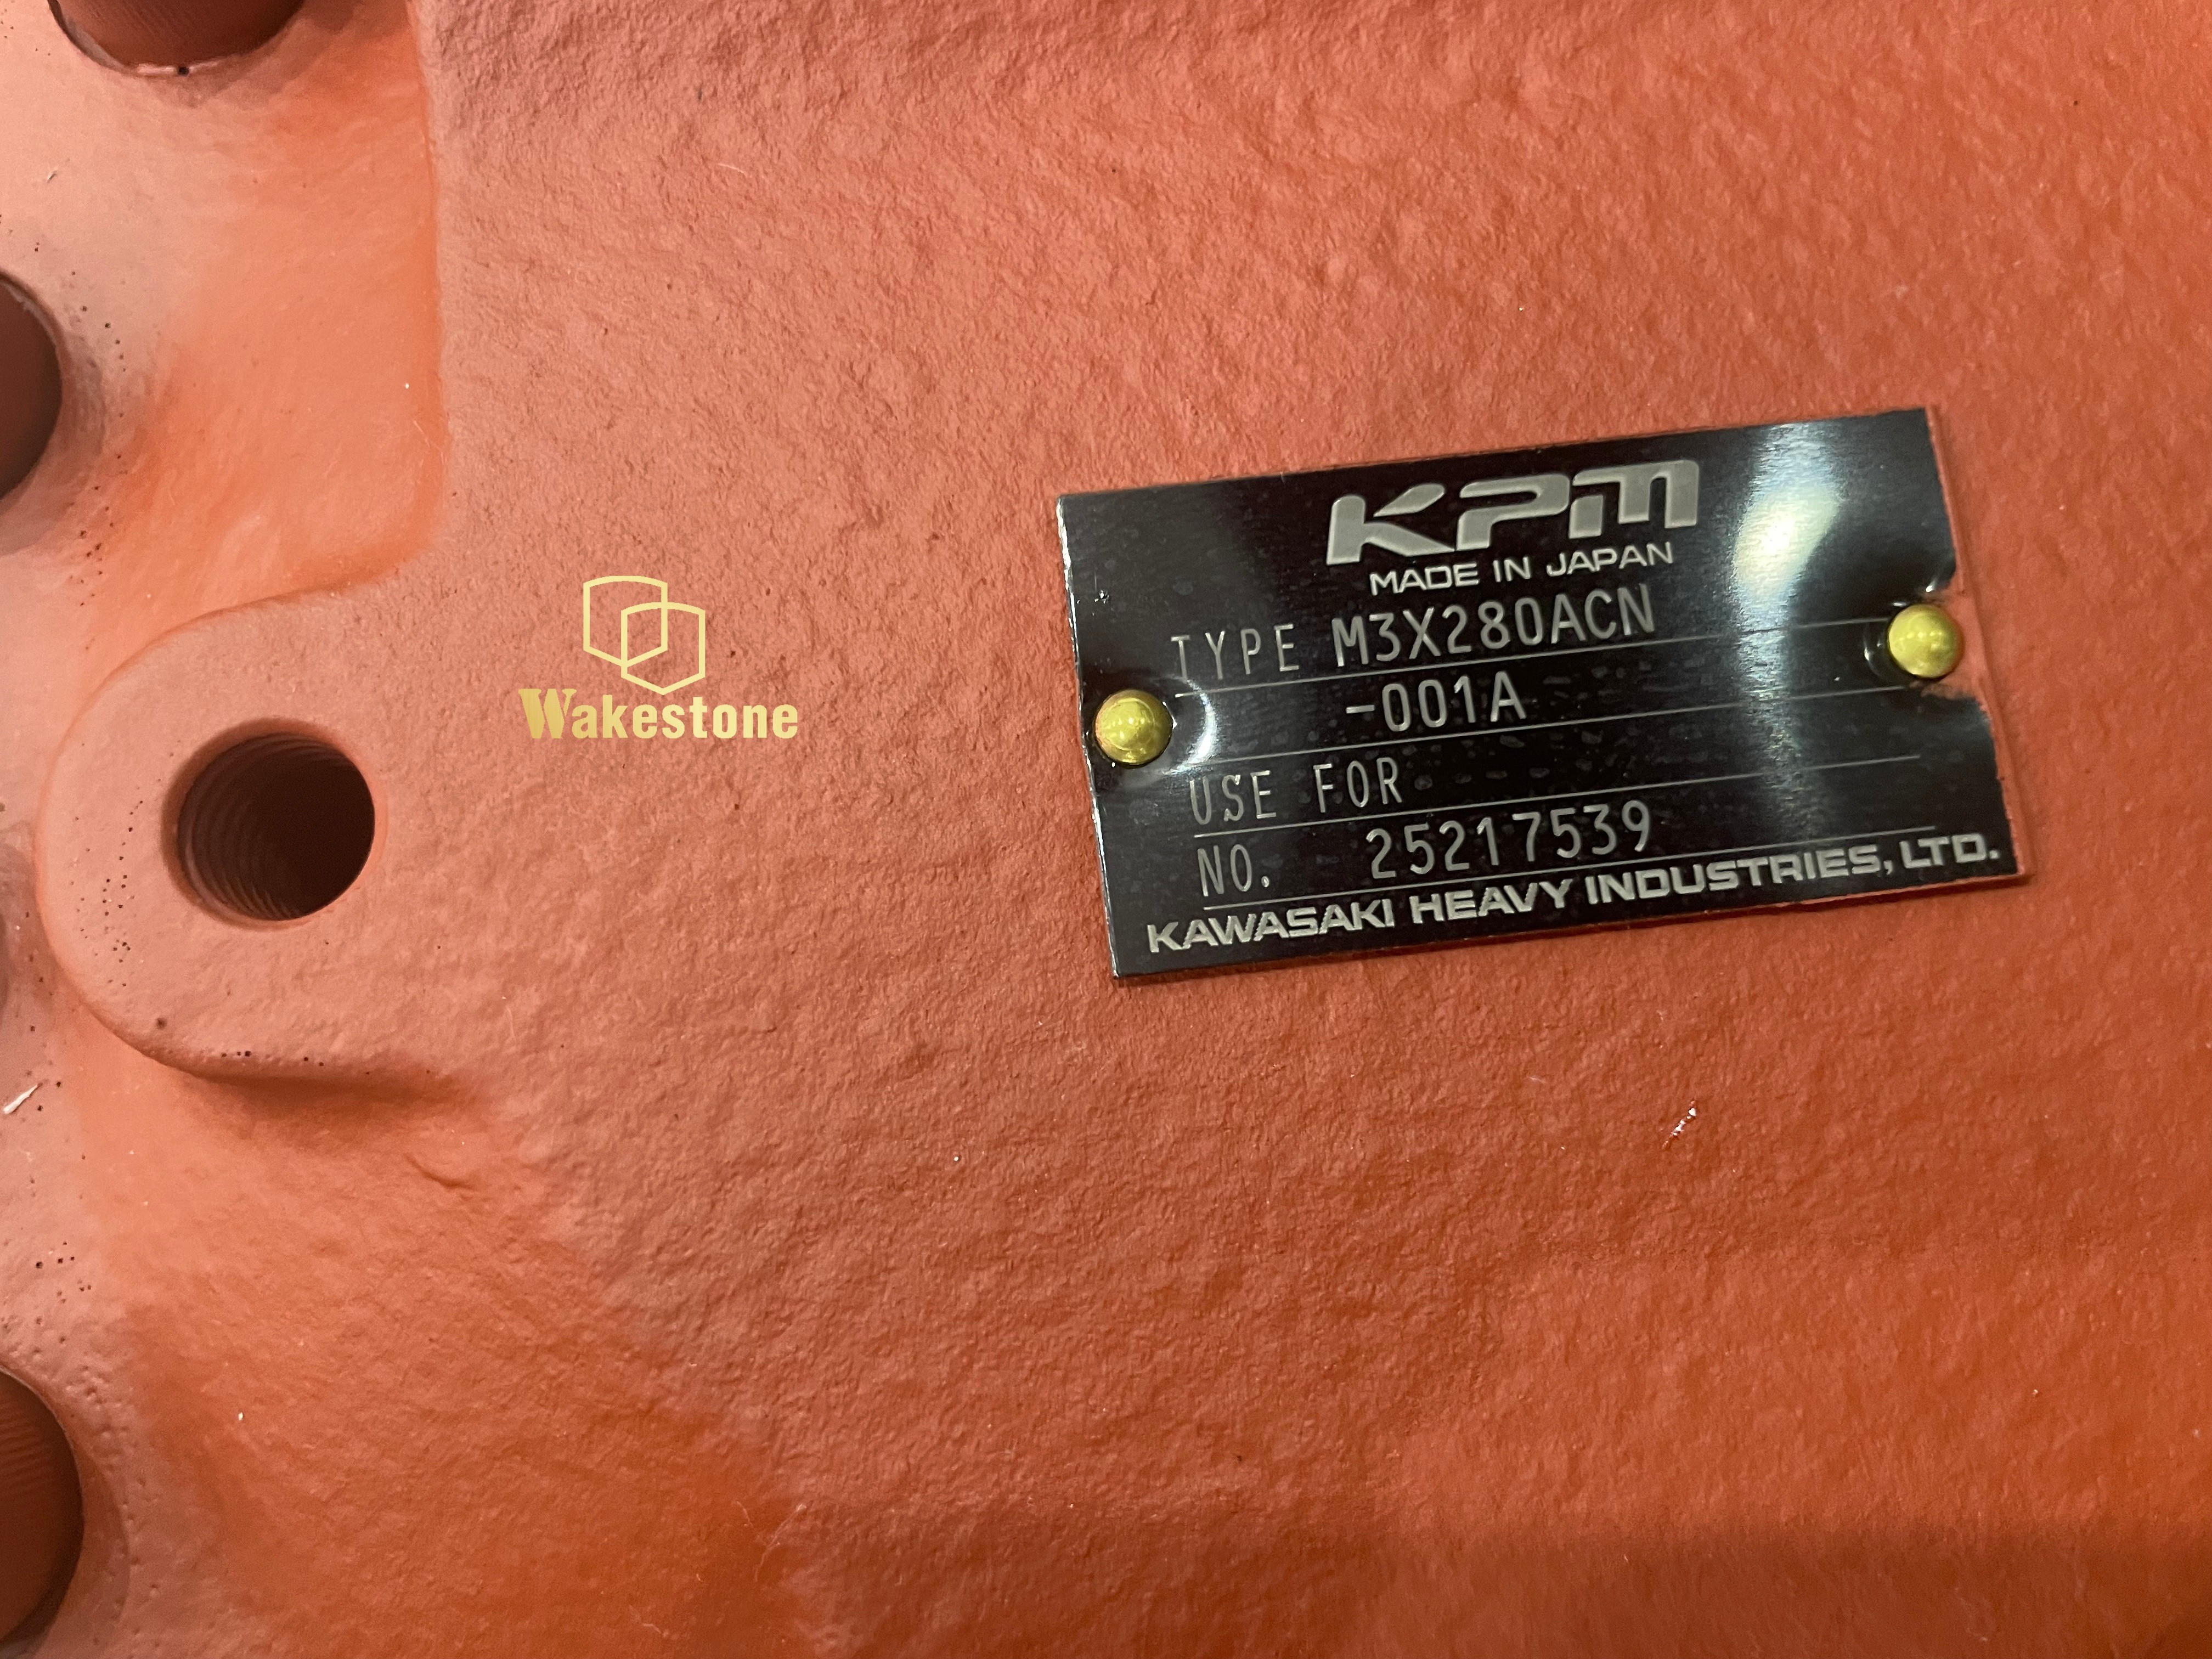 Wakestone
KPM
MADE IN JAPAN
TYPE M3X280ACN
-001A
USE FOR
NO. 25217539
KAWASAKI HEAVY INDUSTRIES, LTD.